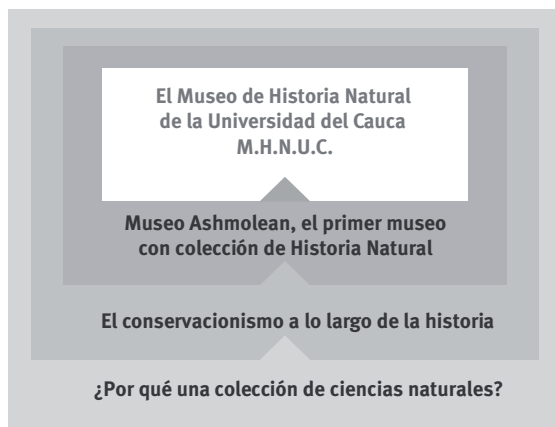 El Museo de Historia Natural
de la Universidad del Cauca
M.H.N.U.C.
Museo Ashmolean, el primer museo
con colección de Historia Natural
El conservacionismo a lo largo de la historia
¿Por qué una colección de ciencias naturales?